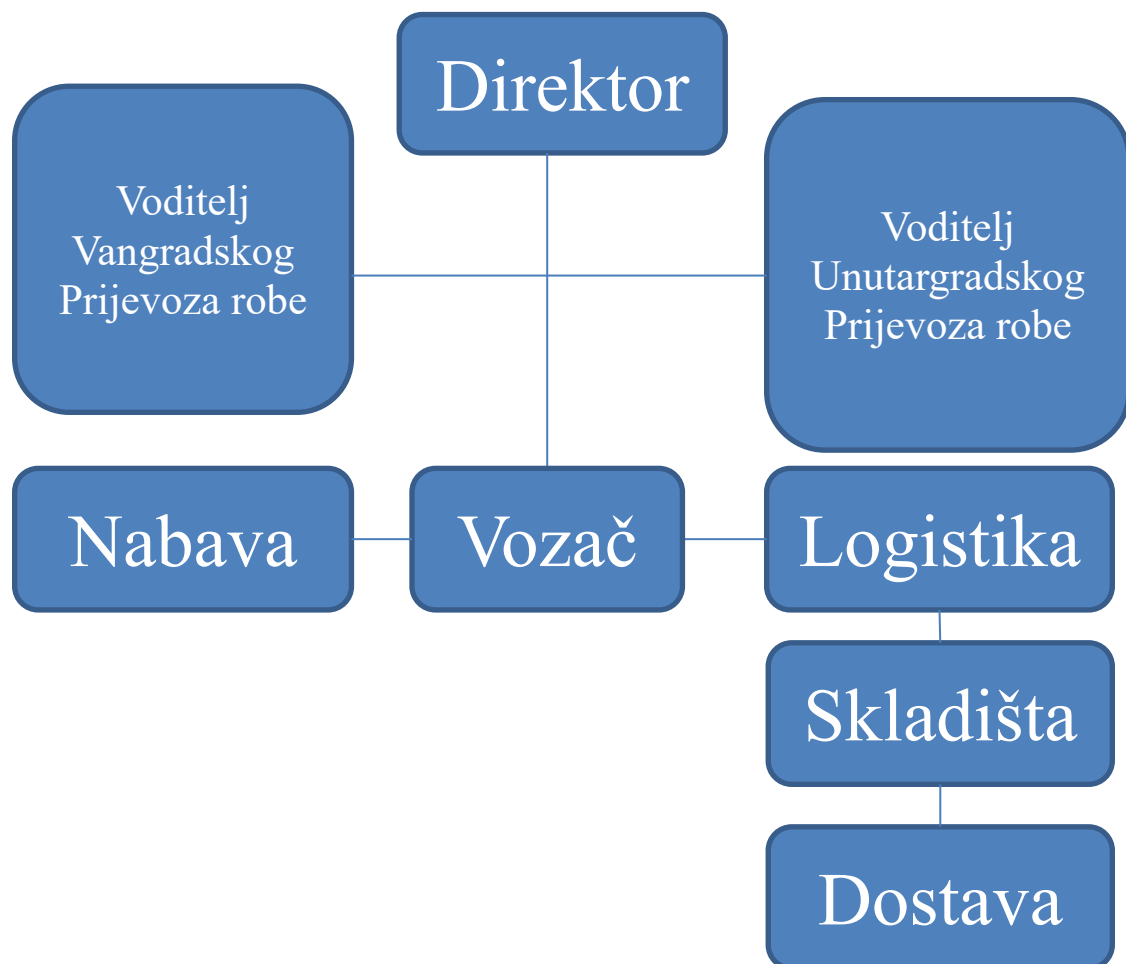 Direktor
Voditelj
Vangradskog
Prijevoza robe
Voditelj
Unutargradskog
Prijevoza robe
Nabava
Vozač
Logistika
Skladišta
Dostava